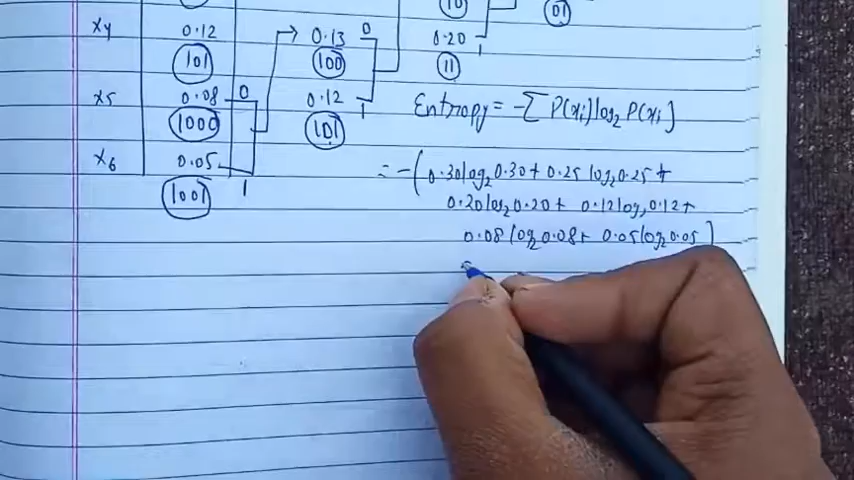 10
01
x4 0.12 0.13 0 0.20 1
101 100 11
x5 0.08 0 0.12 1 Entropy = -∑ P(xi) log2 P(xi)
1000 101
x6 0.05 1 = -(0.30 log2 0.30 + 0.25 log2 0.25 +
1001 0.20 log2 0.20 + 0.12 log2 0.12 +
0.08 log2 0.08 + 0.05 log2 0.05]